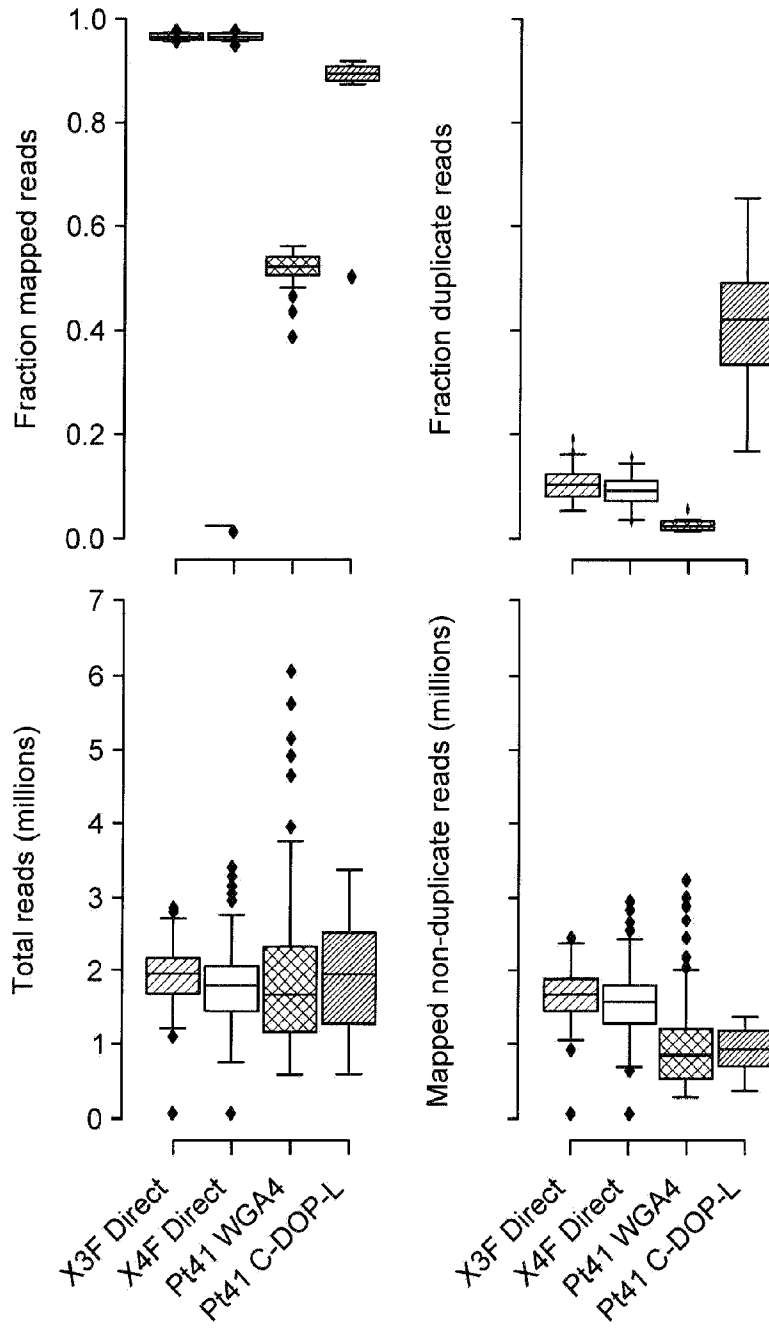 Fraction mapped reads
1.0
0.8
0.6
0.4
0.2
0.0
Fraction duplicate reads
Total reads (millions)
7
6
5
4
3
2
1
0
Mapped non-duplicate reads (millions)
X3F Direct
X4F Direct
Pt41 WGA4
Pt41 C-DOP-L
X3F Direct
X4F Direct
Pt41 WGA4
Pt41 C-DOP-L